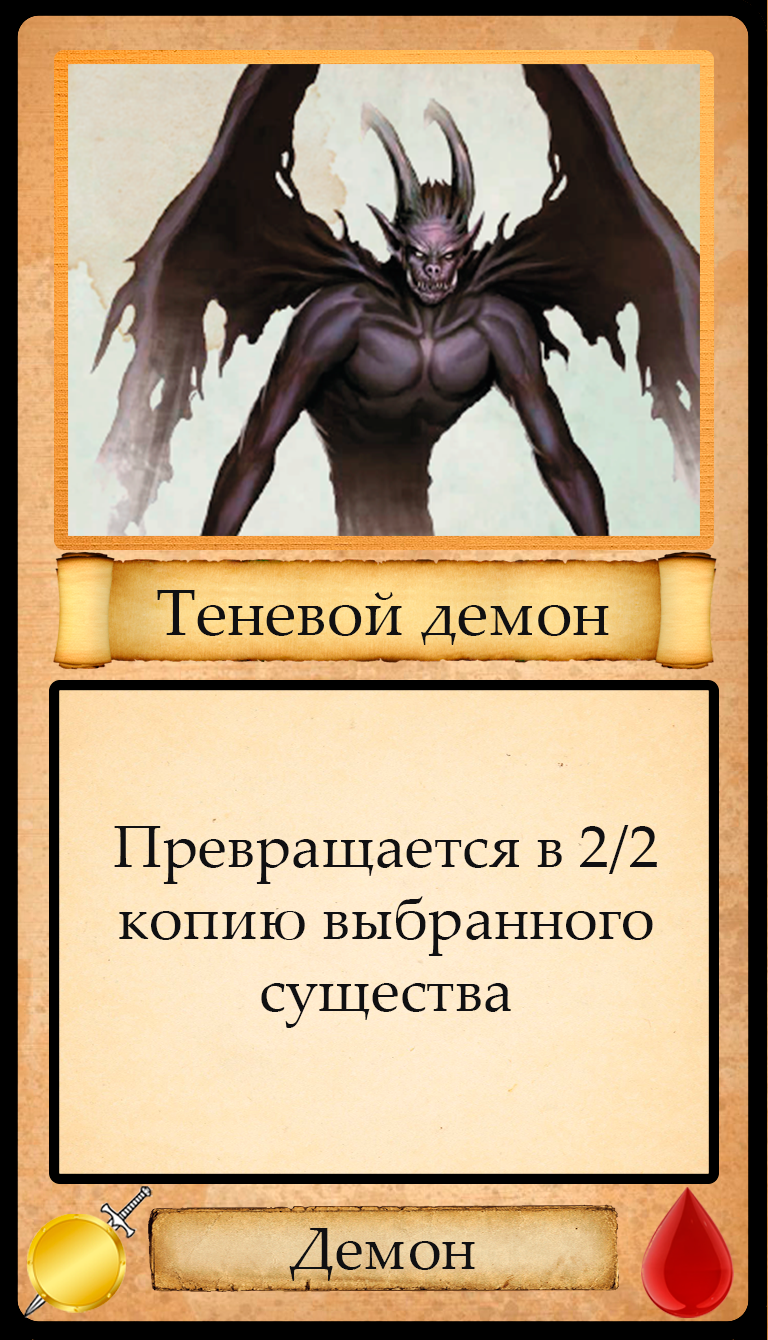 Теневой демон
Превращается в 2/2
копию выбранного
существа
Демон